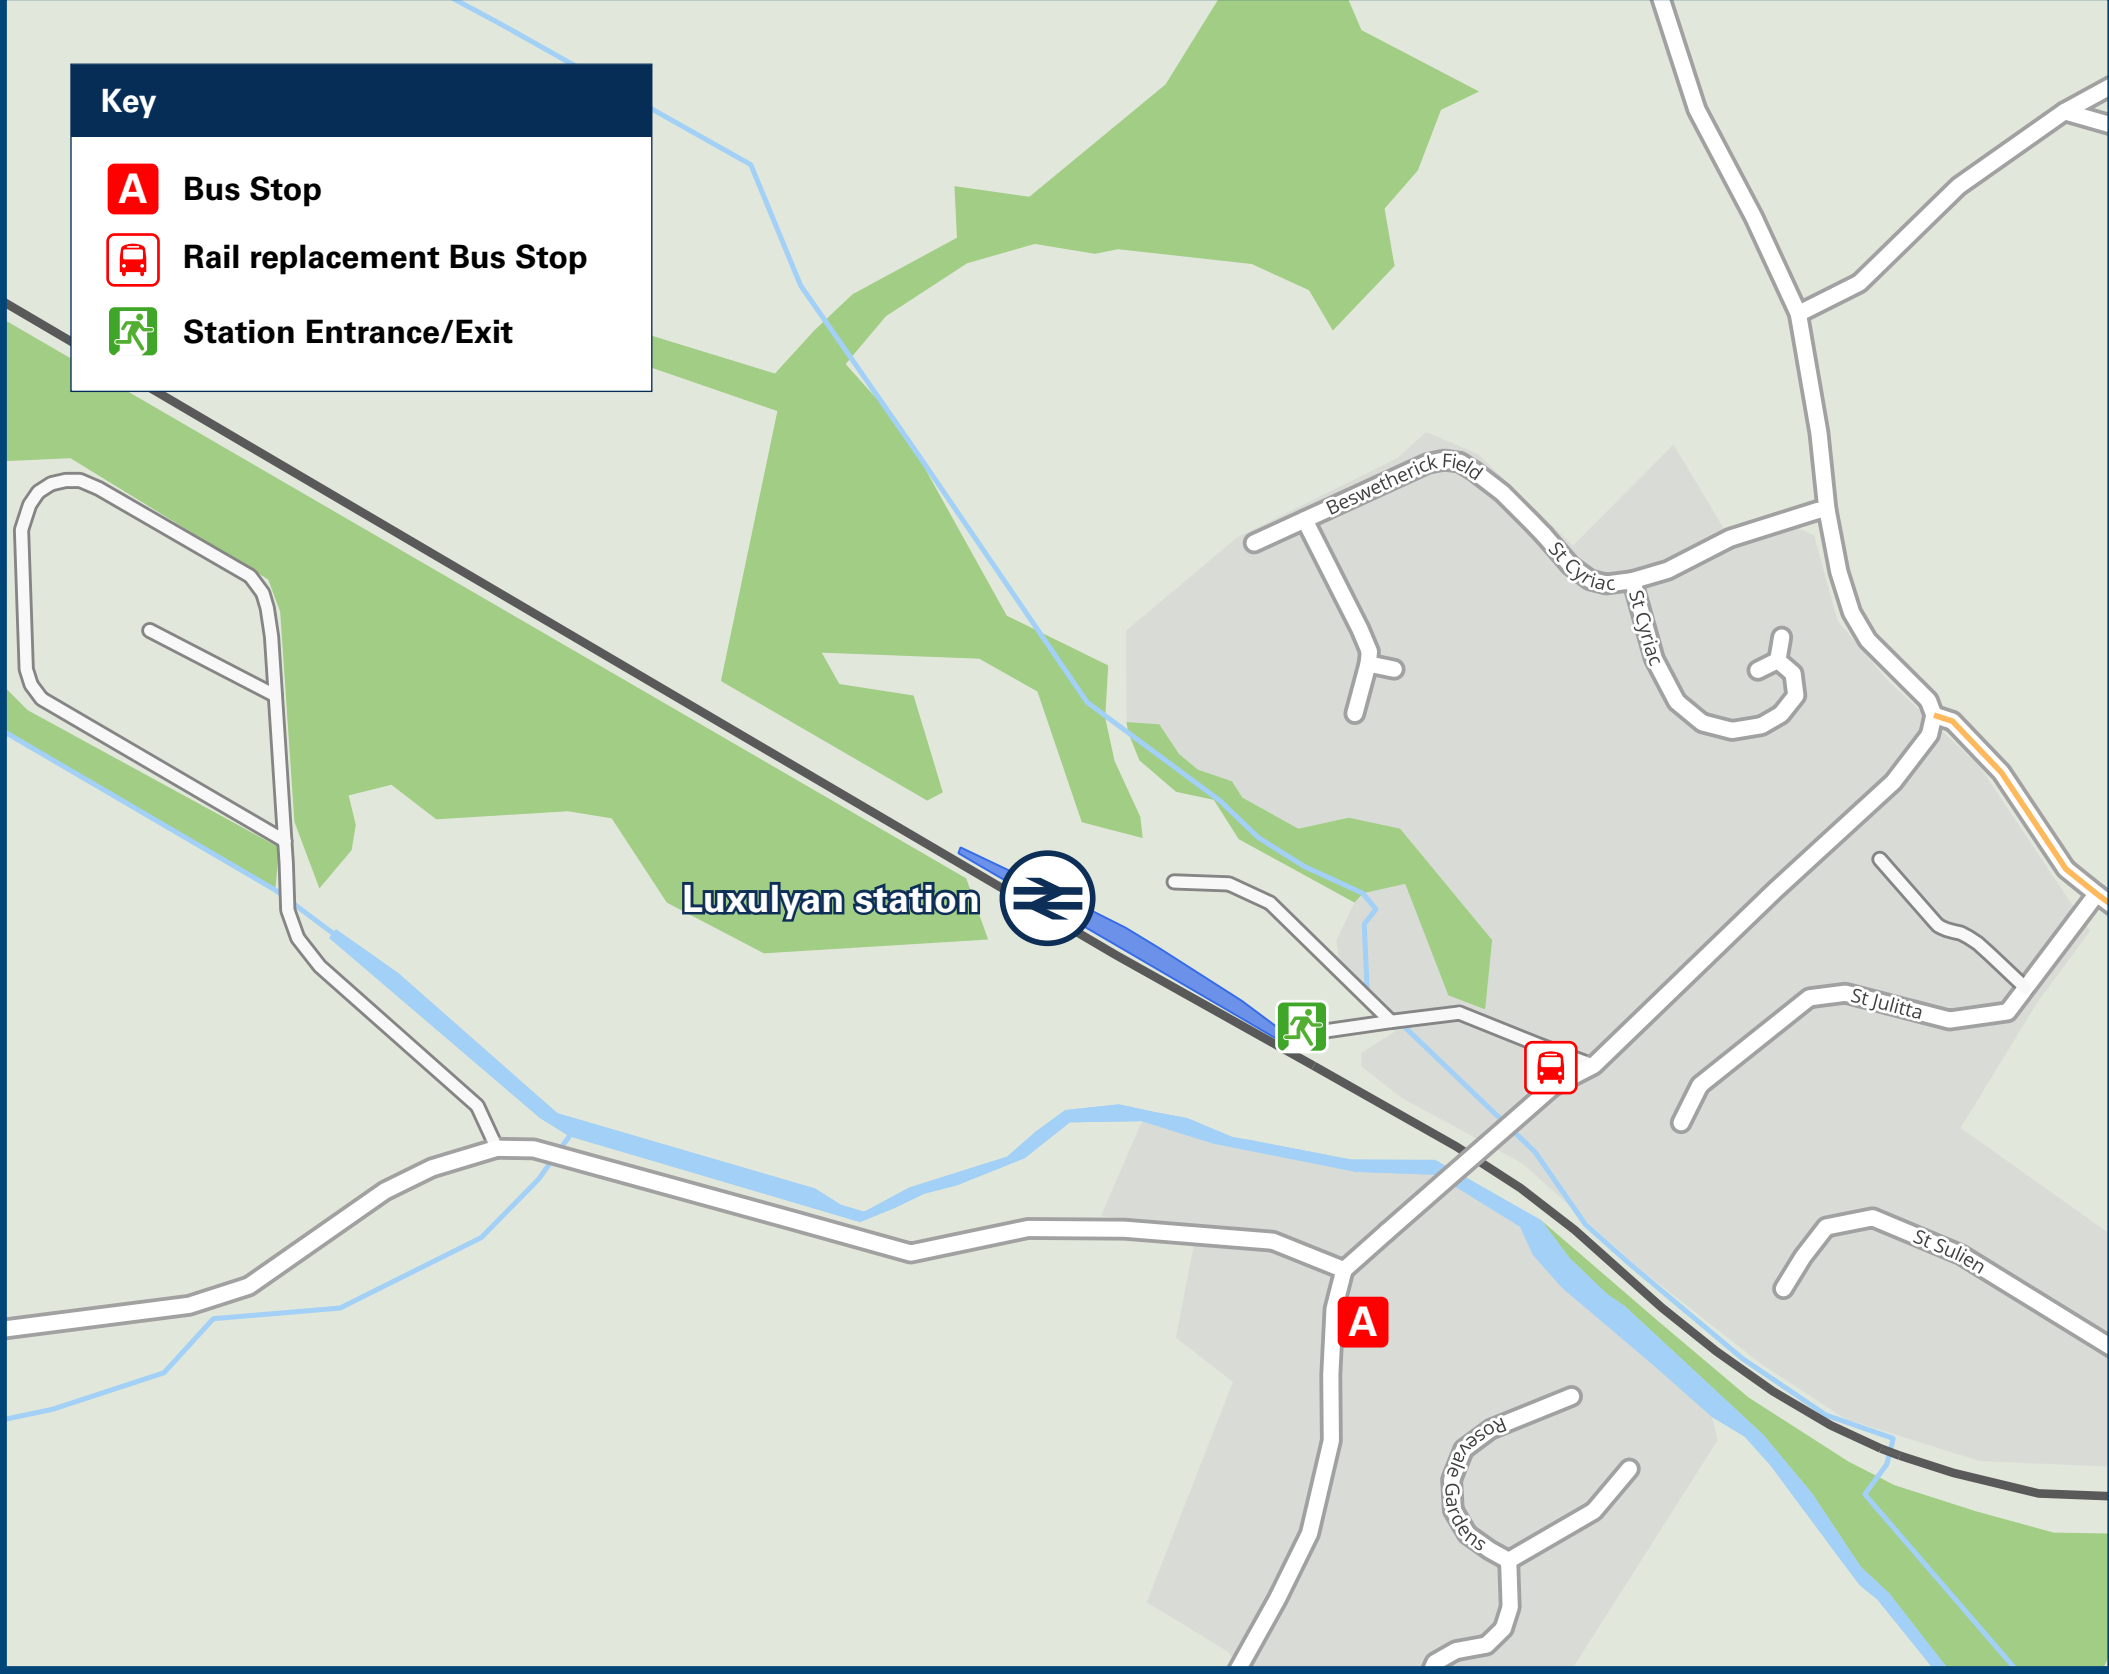 Key
A Bus Stop
Rail replacement Bus Stop
Station Entrance/Exit
Beswetherick Field
St Cyriac
St Cyriac
Luxulyan station
St Julitta
St Sulien
A
Rosevale Gardens